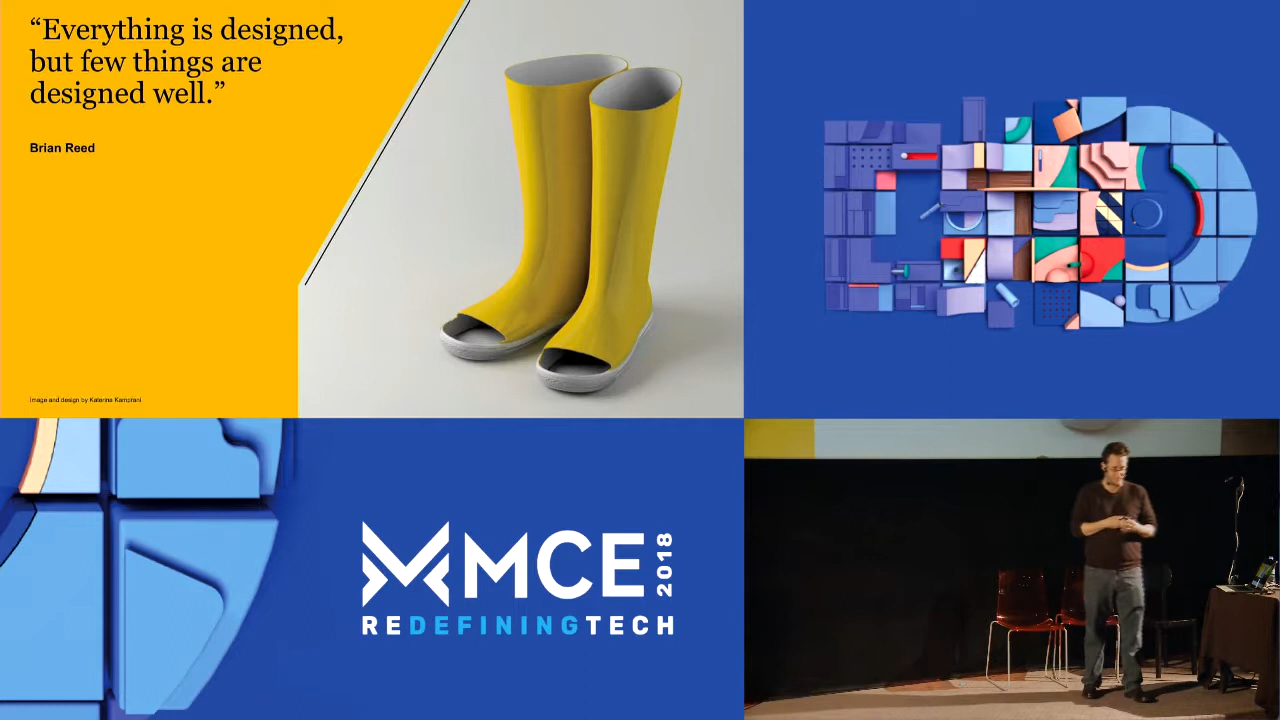 “Everything is designed,
but few things are
designed well.”
Brian Reed
Image and design by Katerina Kamprani
MCE 2018
REDEFININGTECH